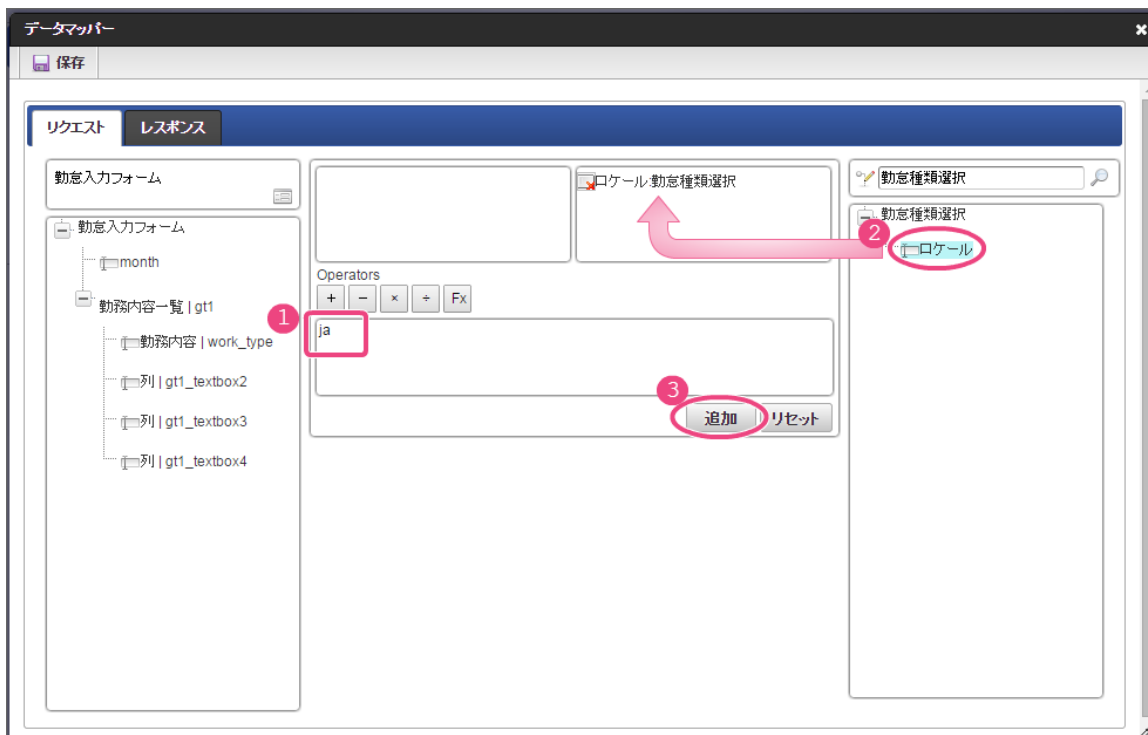 データマッパー
保存
リクエスト
レスポンス
勤怠入力フォーム
勤怠入力フォーム
month
勤務内容一覧 | gt1
勤務内容 | work_type
列 | gt1_textbox2
列 | gt1_textbox3
列 | gt1_textbox4
ロケール:勤怠種類選択
Operators
+ − × ÷ Fx
1
ja
3
追加
リセット
勤怠種類選択
勤怠種類選択
2
ロケール